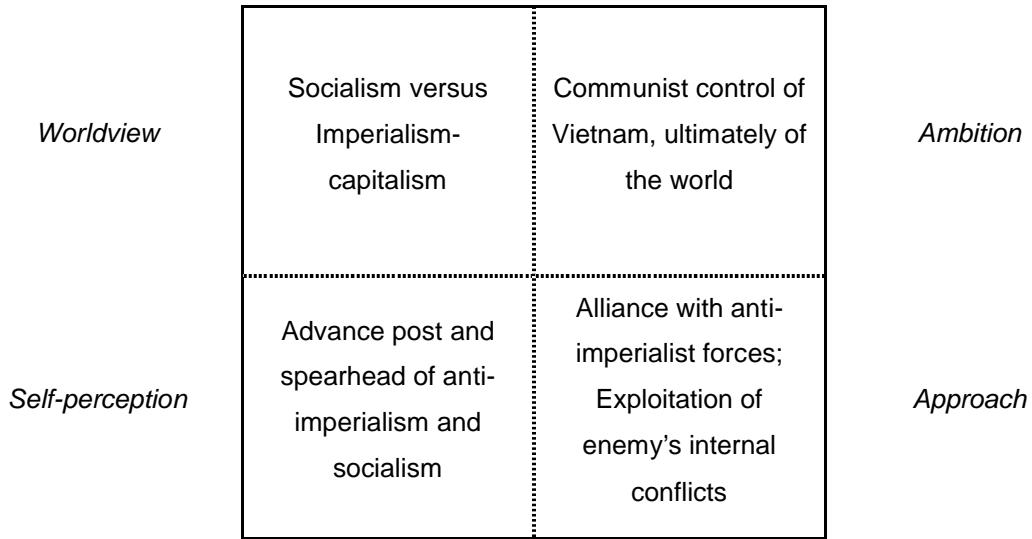 Worldview
Socialism versus
Imperialism-
capitalism
Communist control of
Vietnam, ultimately of
the world
Ambition
Self-perception
Advance post and
spearhead of anti-
imperialism and
socialism
Alliance with anti-
imperialist forces;
Exploitation of
enemy’s internal
conflicts
Approach